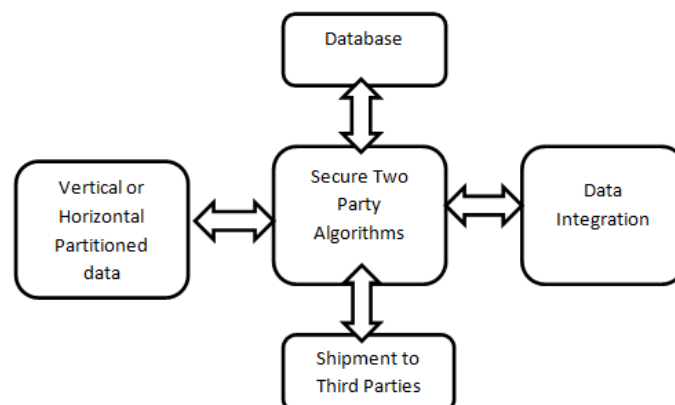 Database
Vertical or
Horizontal
Partitioned
data
Secure Two
Party
Algorithms
Data
Integration
Shipment to
Third Parties